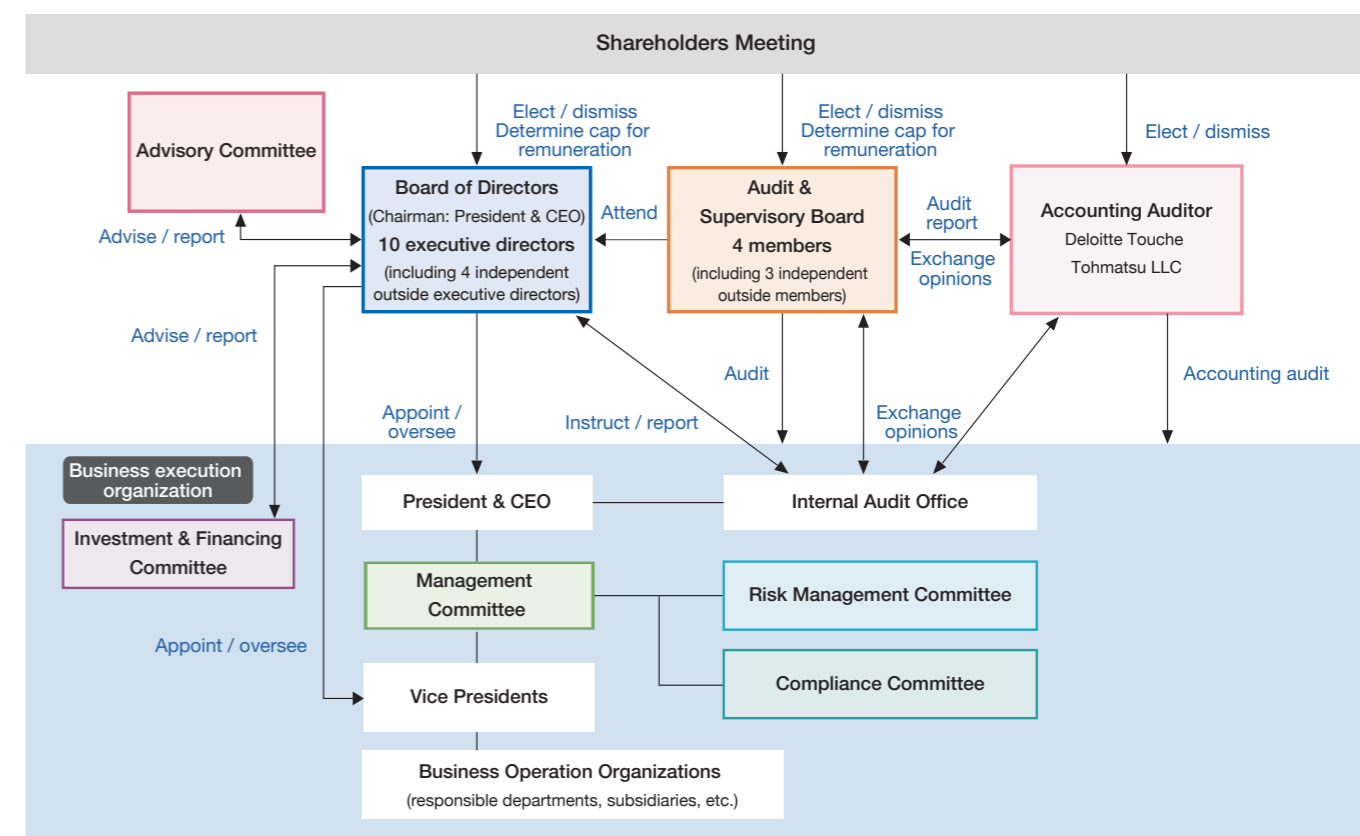 Shareholders Meeting
Elect / dismiss
Determine cap for
remuneration
Elect / dismiss
Determine cap for
remuneration
Elect / dismiss
Advisory Committee
Advise / report
Board of Directors
(Chairman: President & CEO)
10 executive directors
(including 4 independent
outside executive directors)
Attend
Audit &
Supervisory Board
4 members
(including 3 independent
outside members)
Audit
report
Exchange
opinions
Accounting Auditor
Deloitte Touche
Tohmatsu LLC
Advise / report
Appoint /
oversee
Instruct / report
Audit
Exchange
opinions
Accounting audit
Business execution
organization
Investment & Financing
Committee
President & CEO
Internal Audit Office
Management
Committee
Risk Management Committee
Appoint / oversee
Vice Presidents
Compliance Committee
Business Operation Organizations
(responsible departments, subsidiaries, etc.)